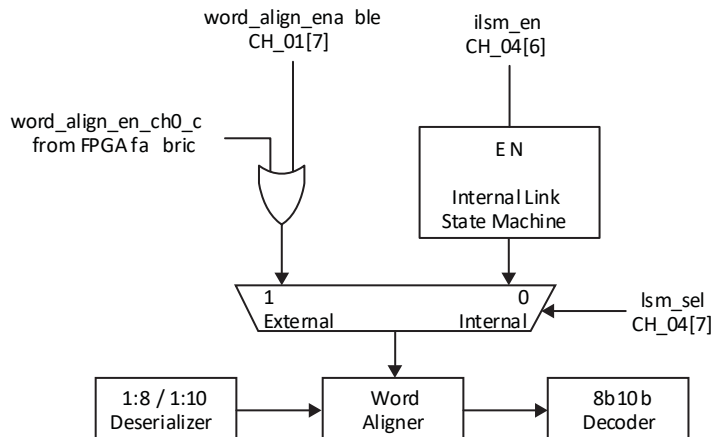 word_align_ena ble
CH_01[7]
ilsm_en
CH_04[6]
word_align_en_ch0_c
from FPGA fa bric
E N
Internal Link
State Machine
1
0
External
Internal
lsm_sel
CH_04[7]
1:8 / 1:10
Deserializer
Word
Aligner
8b10b
Decoder